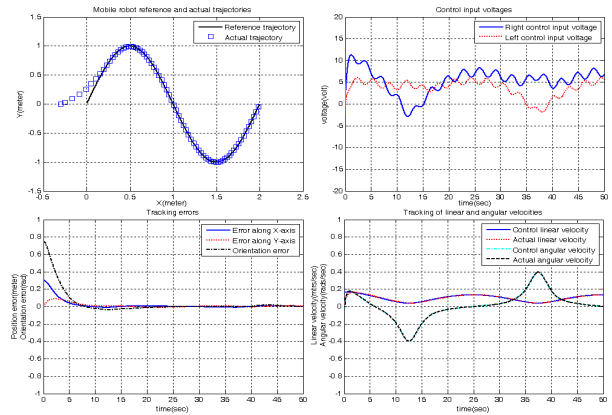 Mobile robot reference and actual trajectories
Reference trajectory
Actual trajectory
Y(meter)
1.5
1
0.5
0
-0.5
-1
-1.5
-0.5 0 0.5 1 1.5 2 2.5
X(meter)
Control input voltages
Right control input voltage
Left control input voltage
voltage(volt)
20
15
10
5
0
-5
-10
-15
-20
0 5 10 15 20 25 30 35 40 45 50 55 60
time(sec)
Tracking errors
Error along X-axis
Error along Y-axis
Orientation error
Position error(meter)
Orientation error(rad)
1
0.8
0.6
0.4
0.2
0
-0.2
-0.4
-0.6
-0.8
-1
0 5 10 15 20 25 30 35 40 45 50 55 60
time(sec)
Tracking of linear and angular velocities
Control linear velocity
Actual linear velocity
Control angular velocity
Actual angular velocity
1
0.8
0.6
0.4
0.2
0
-0.2
-0.4
-0.6
-0.8
-1
0 5 10 15 20 25 30 35 40 45 50 55 60
time(sec)